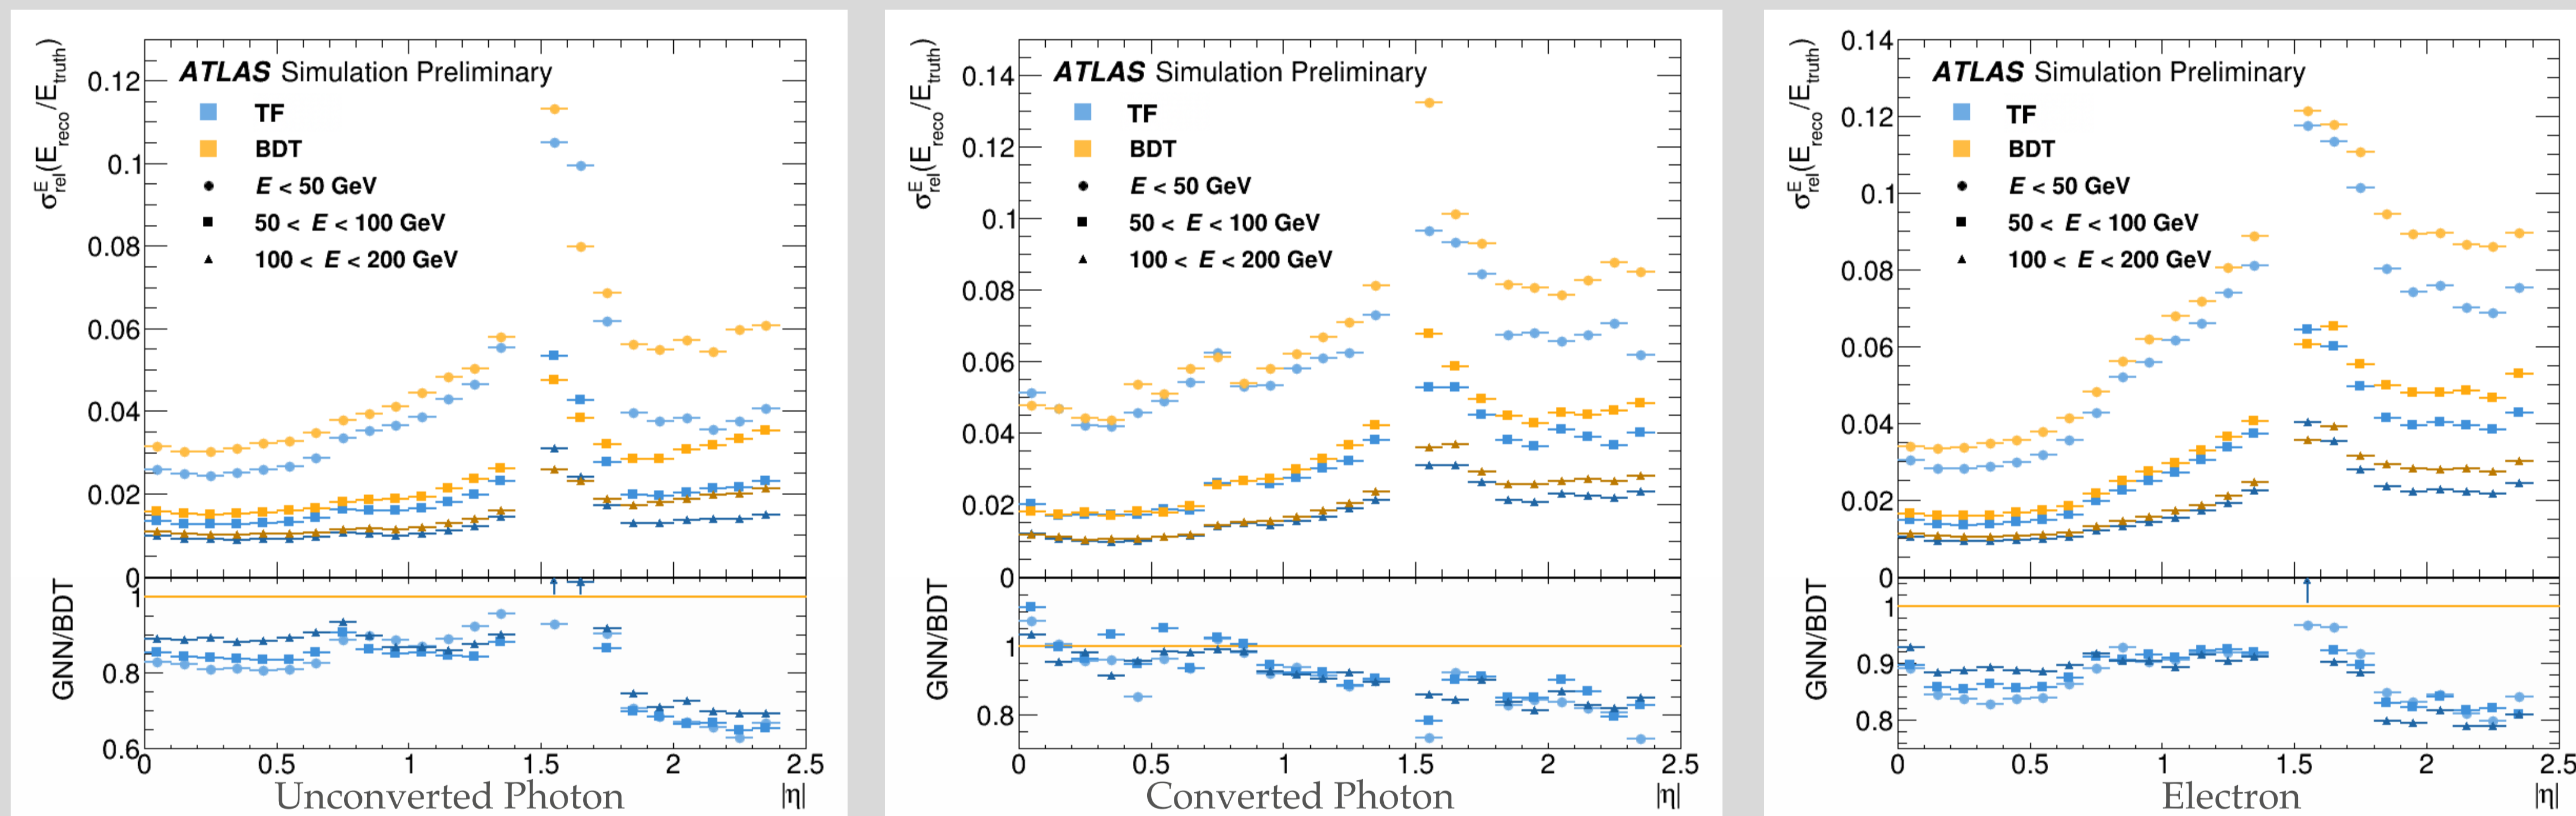 σ^E_rel(E_reco/E_truth)
0.12
0.1
0.08
0.06
0.04
0.02
0
ATLAS Simulation Preliminary
TF
BDT
E < 50 GeV
50 < E < 100 GeV
100 < E < 200 GeV
GNN/BDT
1
0.8
0.6
0 0.5 1 1.5 2 2.5
Unconverted Photon |η|
σ^E_rel(E_reco/E_truth)
0.14
0.12
0.1
0.08
0.06
0.04
0.02
0
ATLAS Simulation Preliminary
TF
BDT
E < 50 GeV
50 < E < 100 GeV
100 < E < 200 GeV
GNN/BDT
1
0.8
0 0.5 1 1.5 2 2.5
Converted Photon |η|
σ^E_rel(E_reco/E_truth)
0.14
0.12
0.1
0.08
0.06
0.04
0.02
0
ATLAS Simulation Preliminary
TF
BDT
E < 50 GeV
50 < E < 100 GeV
100 < E < 200 GeV
GNN/BDT
1
0.9
0.8
0 0.5 1 1.5 2 2.5
Electron |η|